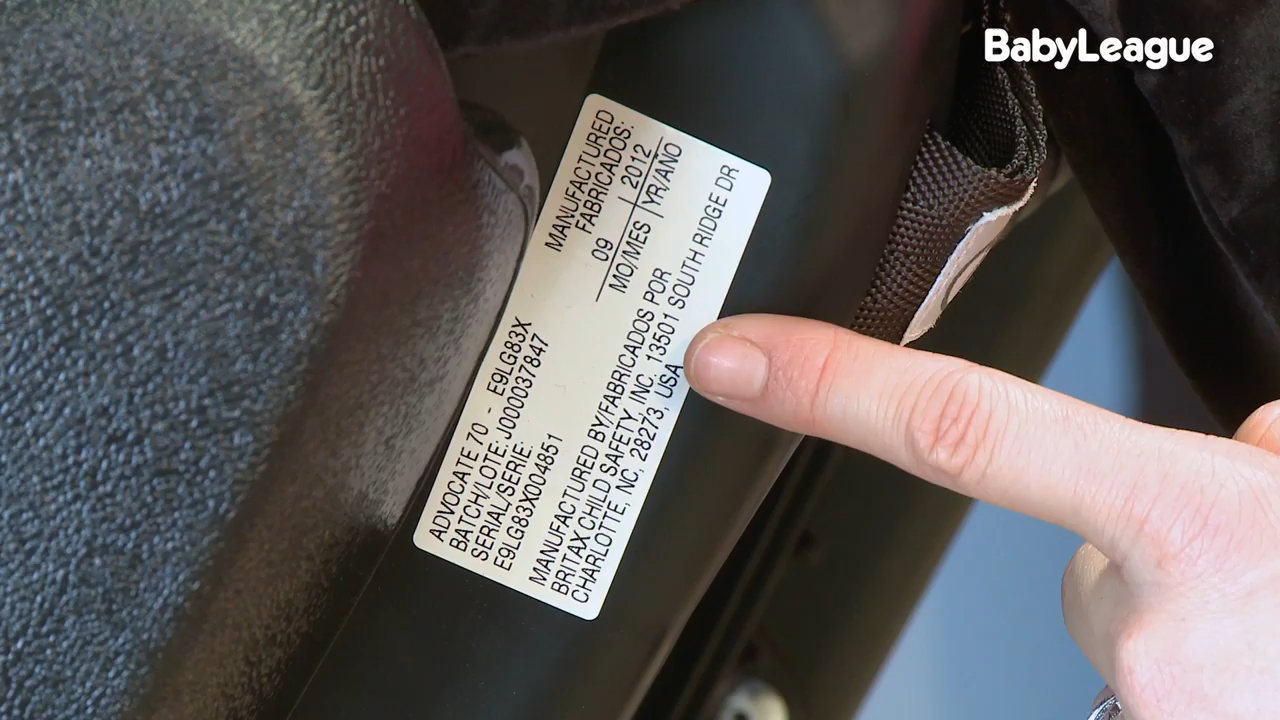 BabyLeague
ADVOCATE 70 - E9LG83X
BATCH/LOTE: J000037847
SERIAL/SERIE:
E9LG83X004851
MANUFACTURED
FABRICADOS:
09 2012
MO/MES YR/AÑO
MANUFACTURED BY/FABRICADOS POR
BRITAX CHILD SAFETY, INC. 13501 SOUTH RIDGE DR
CHARLOTTE, NC, 28273, USA